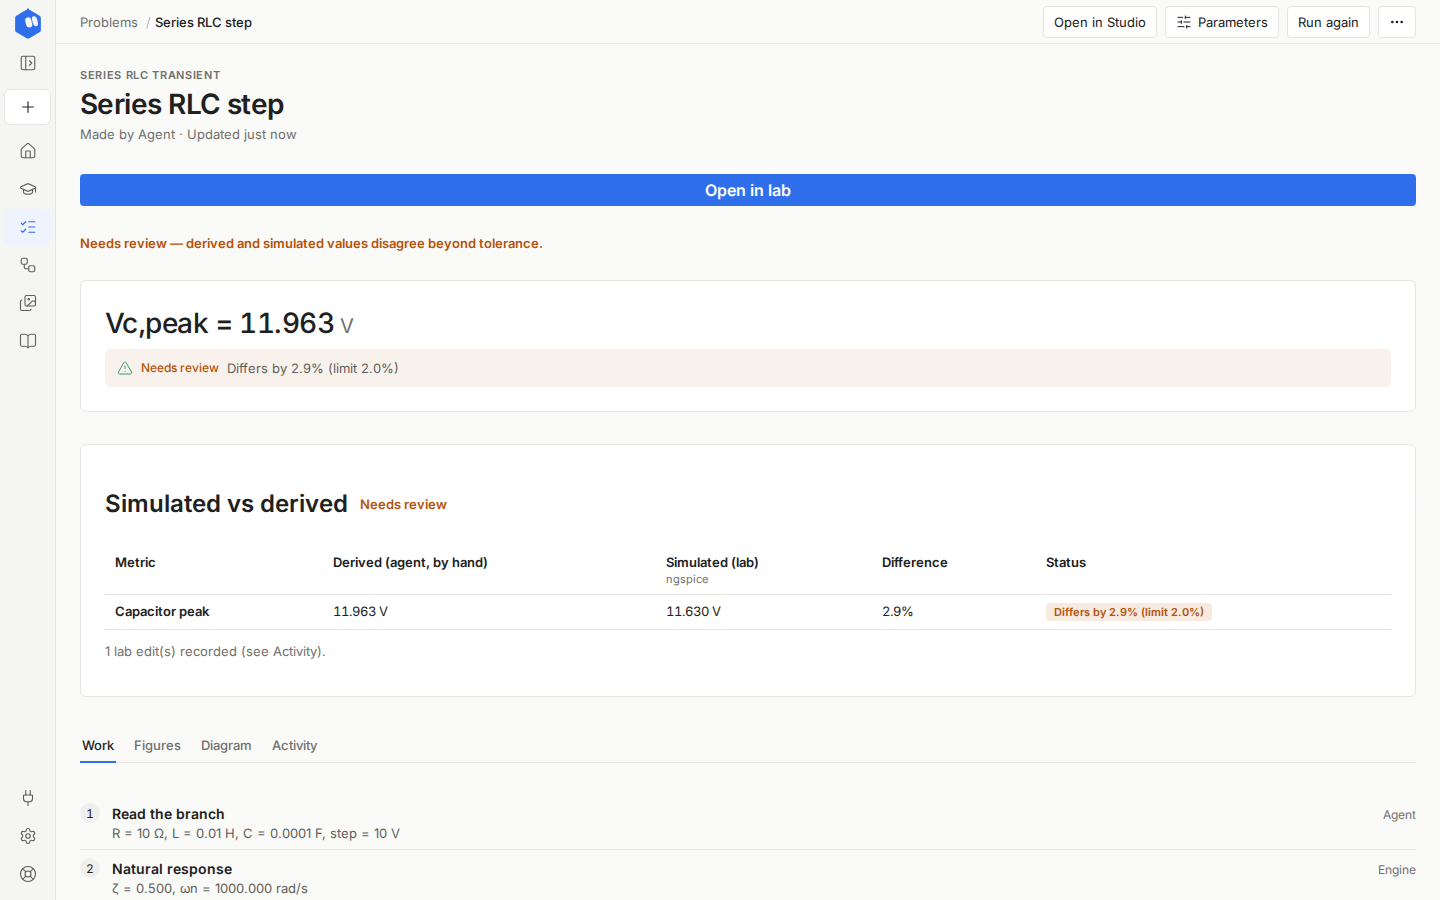 Problems / Series RLC step
Open in Studio
Parameters
Run again
SERIES RLC TRANSIENT
Series RLC step
Made by Agent · Updated just now
Open in lab
Needs review — derived and simulated values disagree beyond tolerance.
Vc,peak = 11.963 V
Needs review Differs by 2.9% (limit 2.0%)
Simulated vs derived Needs review
Metric Derived (agent, by hand) Simulated (lab) Difference Status
ngspice
Capacitor peak 11.963 V 11.630 V 2.9% Differs by 2.9% (limit 2.0%)
1 lab edit(s) recorded (see Activity).
Work Figures Diagram Activity
1 Read the branch Agent
R = 10 Ω, L = 0.01 H, C = 0.0001 F, step = 10 V
2 Natural response Engine
ζ = 0.500, ωn = 1000.000 rad/s